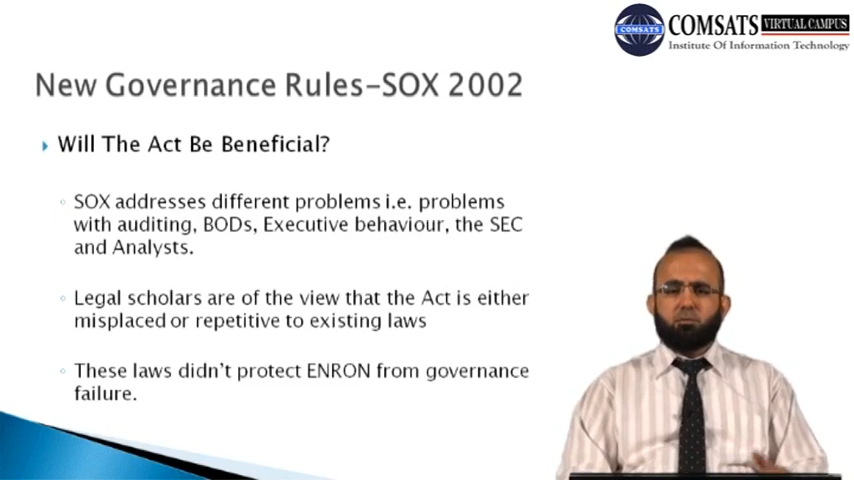 COMSATS VIRTUAL CAMPUS
Institute Of Information Technology
COMSATS
New Governance Rules-SOX 2002
Will The Act Be Beneficial?
SOX addresses different problems i.e. problems
with auditing, BODs, Executive behaviour, the SEC
and Analysts.
Legal scholars are of the view that the Act is either
misplaced or repetitive to existing laws
These laws didn't protect ENRON from governance
failure.